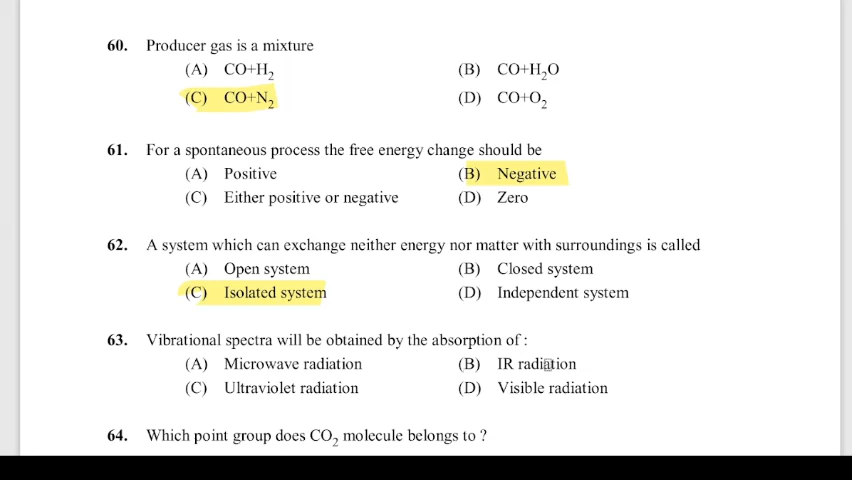 60. Producer gas is a mixture
(A) CO+H₂ (B) CO+H₂O
(C) CO+N₂ (D) CO+O₂
61. For a spontaneous process the free energy change should be
(A) Positive (B) Negative
(C) Either positive or negative (D) Zero
62. A system which can exchange neither energy nor matter with surroundings is called
(A) Open system (B) Closed system
(C) Isolated system (D) Independent system
63. Vibrational spectra will be obtained by the absorption of :
(A) Microwave radiation (B) IR radiation
(C) Ultraviolet radiation (D) Visible radiation
64. Which point group does CO₂ molecule belongs to ?